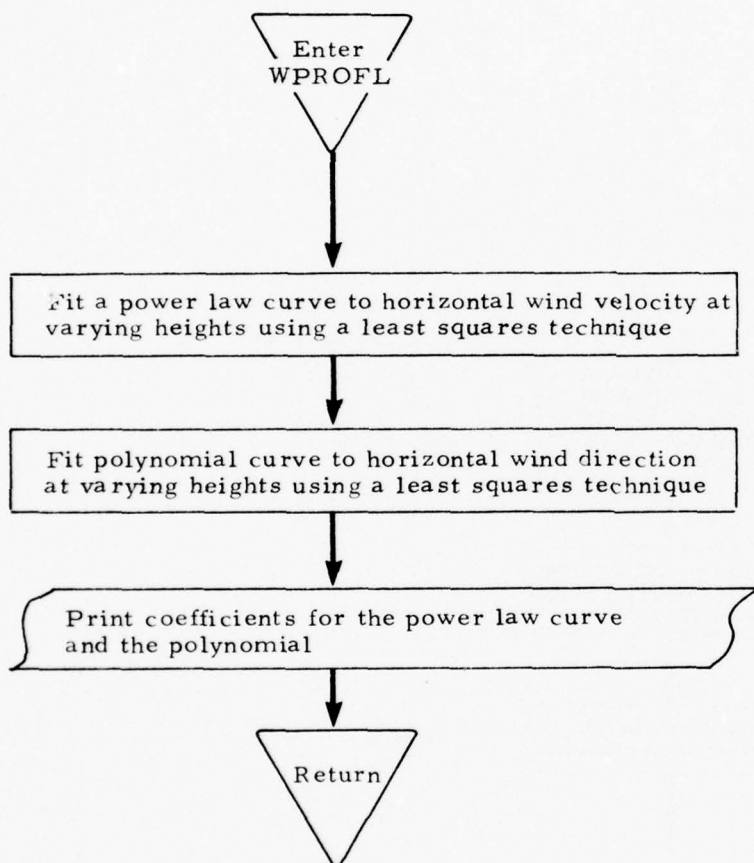 Enter
WPROFL
Fit a power law curve to horizontal wind velocity at
varying heights using a least squares technique
Fit polynomial curve to horizontal wind direction
at varying heights using a least squares technique
Print coefficients for the power law curve
and the polynomial
Return